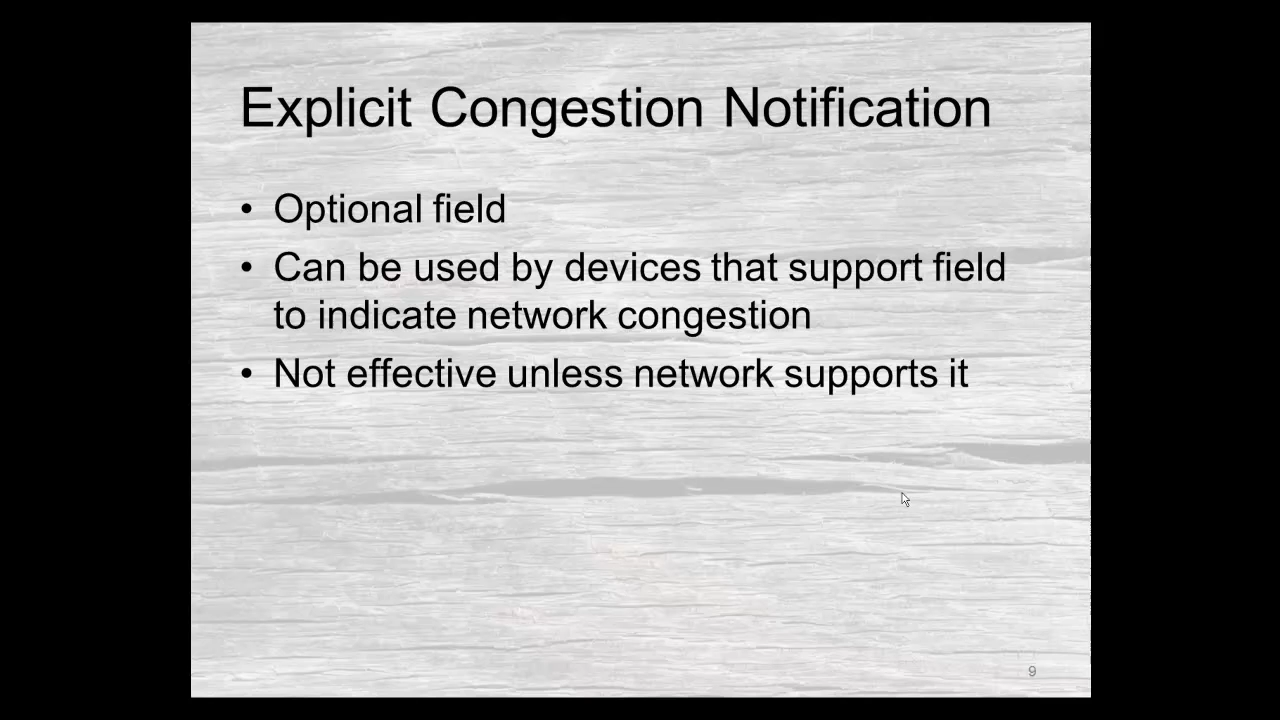 Explicit Congestion Notification
• Optional field
• Can be used by devices that support field
to indicate network congestion
• Not effective unless network supports it
9